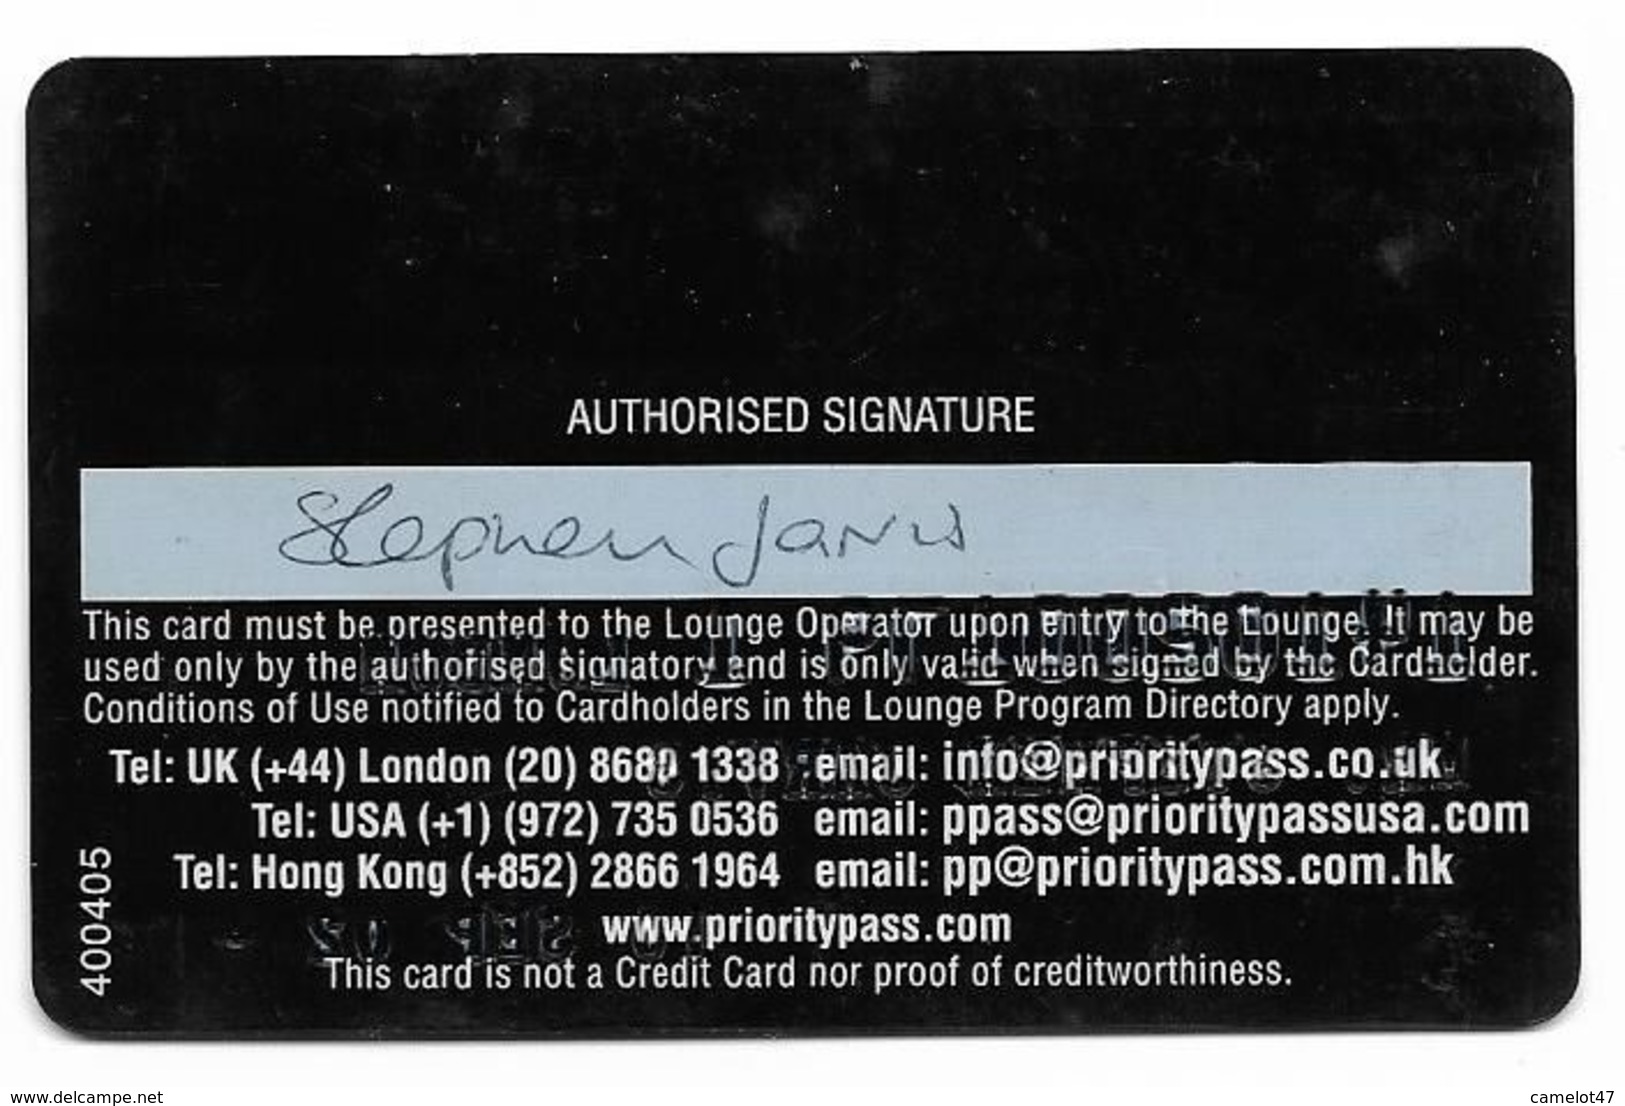 AUTHORISED SIGNATURE
Stephen Jarvis
This card must be presented to the Lounge Operator upon entry to the Lounge. It may be
used only by the authorised signatory and is only valid when signed by the Cardholder.
Conditions of Use notified to Cardholders in the Lounge Program Directory apply.
Tel: UK (+44) London (20) 8680 1338 email: info@prioritypass.co.uk
Tel: USA (+1) (972) 735 0536 email: ppass@prioritypassusa.com
Tel: Hong Kong (+852) 2866 1964 email: pp@prioritypass.com.hk
www.prioritypass.com
This card is not a Credit Card nor proof of creditworthiness.
400405
www.delcampe.net
camelot47